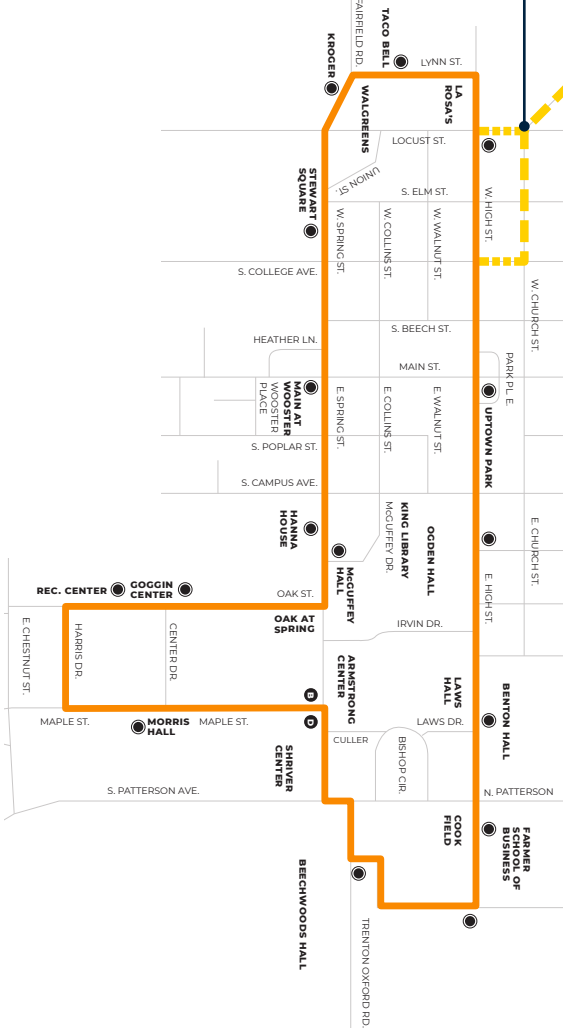 FAIRFIELD RD.
TACO BELL
LYNN ST.
KROGER
WALGREENS
LA
ROSA'S
LOCUST ST.
UNION ST.
STEWART
SQUARE
S. ELM ST.
W. SPRING ST.
W. COLLINS ST.
W. WALNUT ST.
W. HIGH ST.
S. COLLEGE AVE.
W. CHURCH ST.
S. BEECH ST.
HEATHER LN.
MAIN ST.
PARK PL E.
MAIN AT
WOOSTER
WOOSTER
PLACE
E. SPRING ST.
E. COLLINS ST.
E. WALNUT ST.
UPTOWN PARK
S. POPLAR ST.
S. CAMPUS AVE.
HANNA
HOUSE
McGUFFEY DR.
KING LIBRARY
OGDEN HALL
E. CHURCH ST.
McGUFFEY
HALL
E. HIGH ST.
REC. CENTER
GOGGIN
CENTER
OAK ST.
OAK AT
SPRING
IRVIN DR.
E. CHESTNUT ST.
HARRIS DR.
CENTER DR.
ARMSTRONG
CENTER
LAWS
HALL
BENTON HALL
B
D
MAPLE ST.
MORRIS
HALL
MAPLE ST.
LAWS DR.
CULLER
BISHOP CIR.
SHRIVER
CENTER
S. PATTERSON AVE.
N. PATTERSON
COOK
FIELD
FARMER
SCHOOL OF
BUSINESS
BEECHWOODS HALL
TRENTON OXFORD RD.